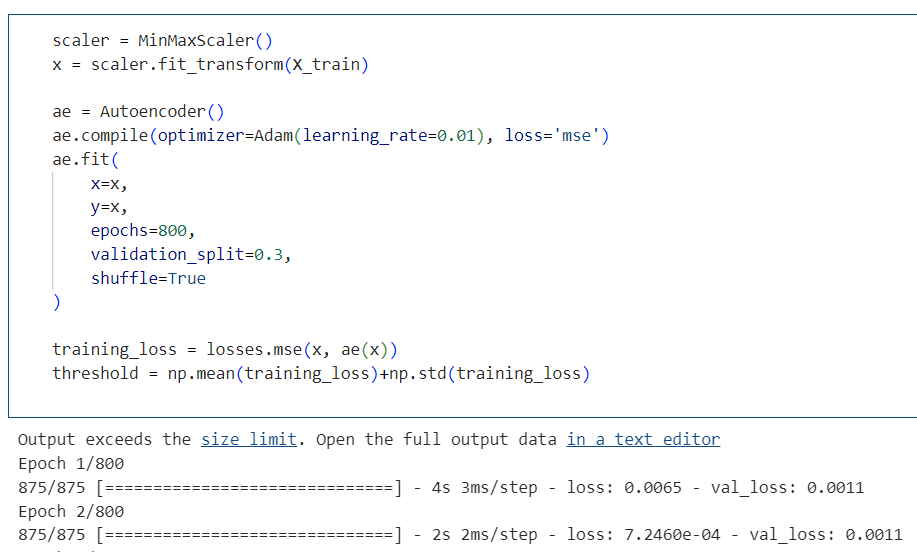 scaler = MinMaxScaler()
x = scaler.fit_transform(X_train)
ae = Autoencoder()
ae.compile(optimizer=Adam(learning_rate=0.01), loss='mse')
ae.fit(
    x=x,
    y=x,
    epochs=800,
    validation_split=0.3,
    shuffle=True
)
training_loss = losses.mse(x, ae(x))
threshold = np.mean(training_loss)+np.std(training_loss)
Output exceeds the size limit. Open the full output data in a text editor
Epoch 1/800
875/875 [==============================] - 4s 3ms/step - loss: 0.0065 - val_loss: 0.0011
Epoch 2/800
875/875 [==============================] - 2s 2ms/step - loss: 7.2460e-04 - val_loss: 0.0011